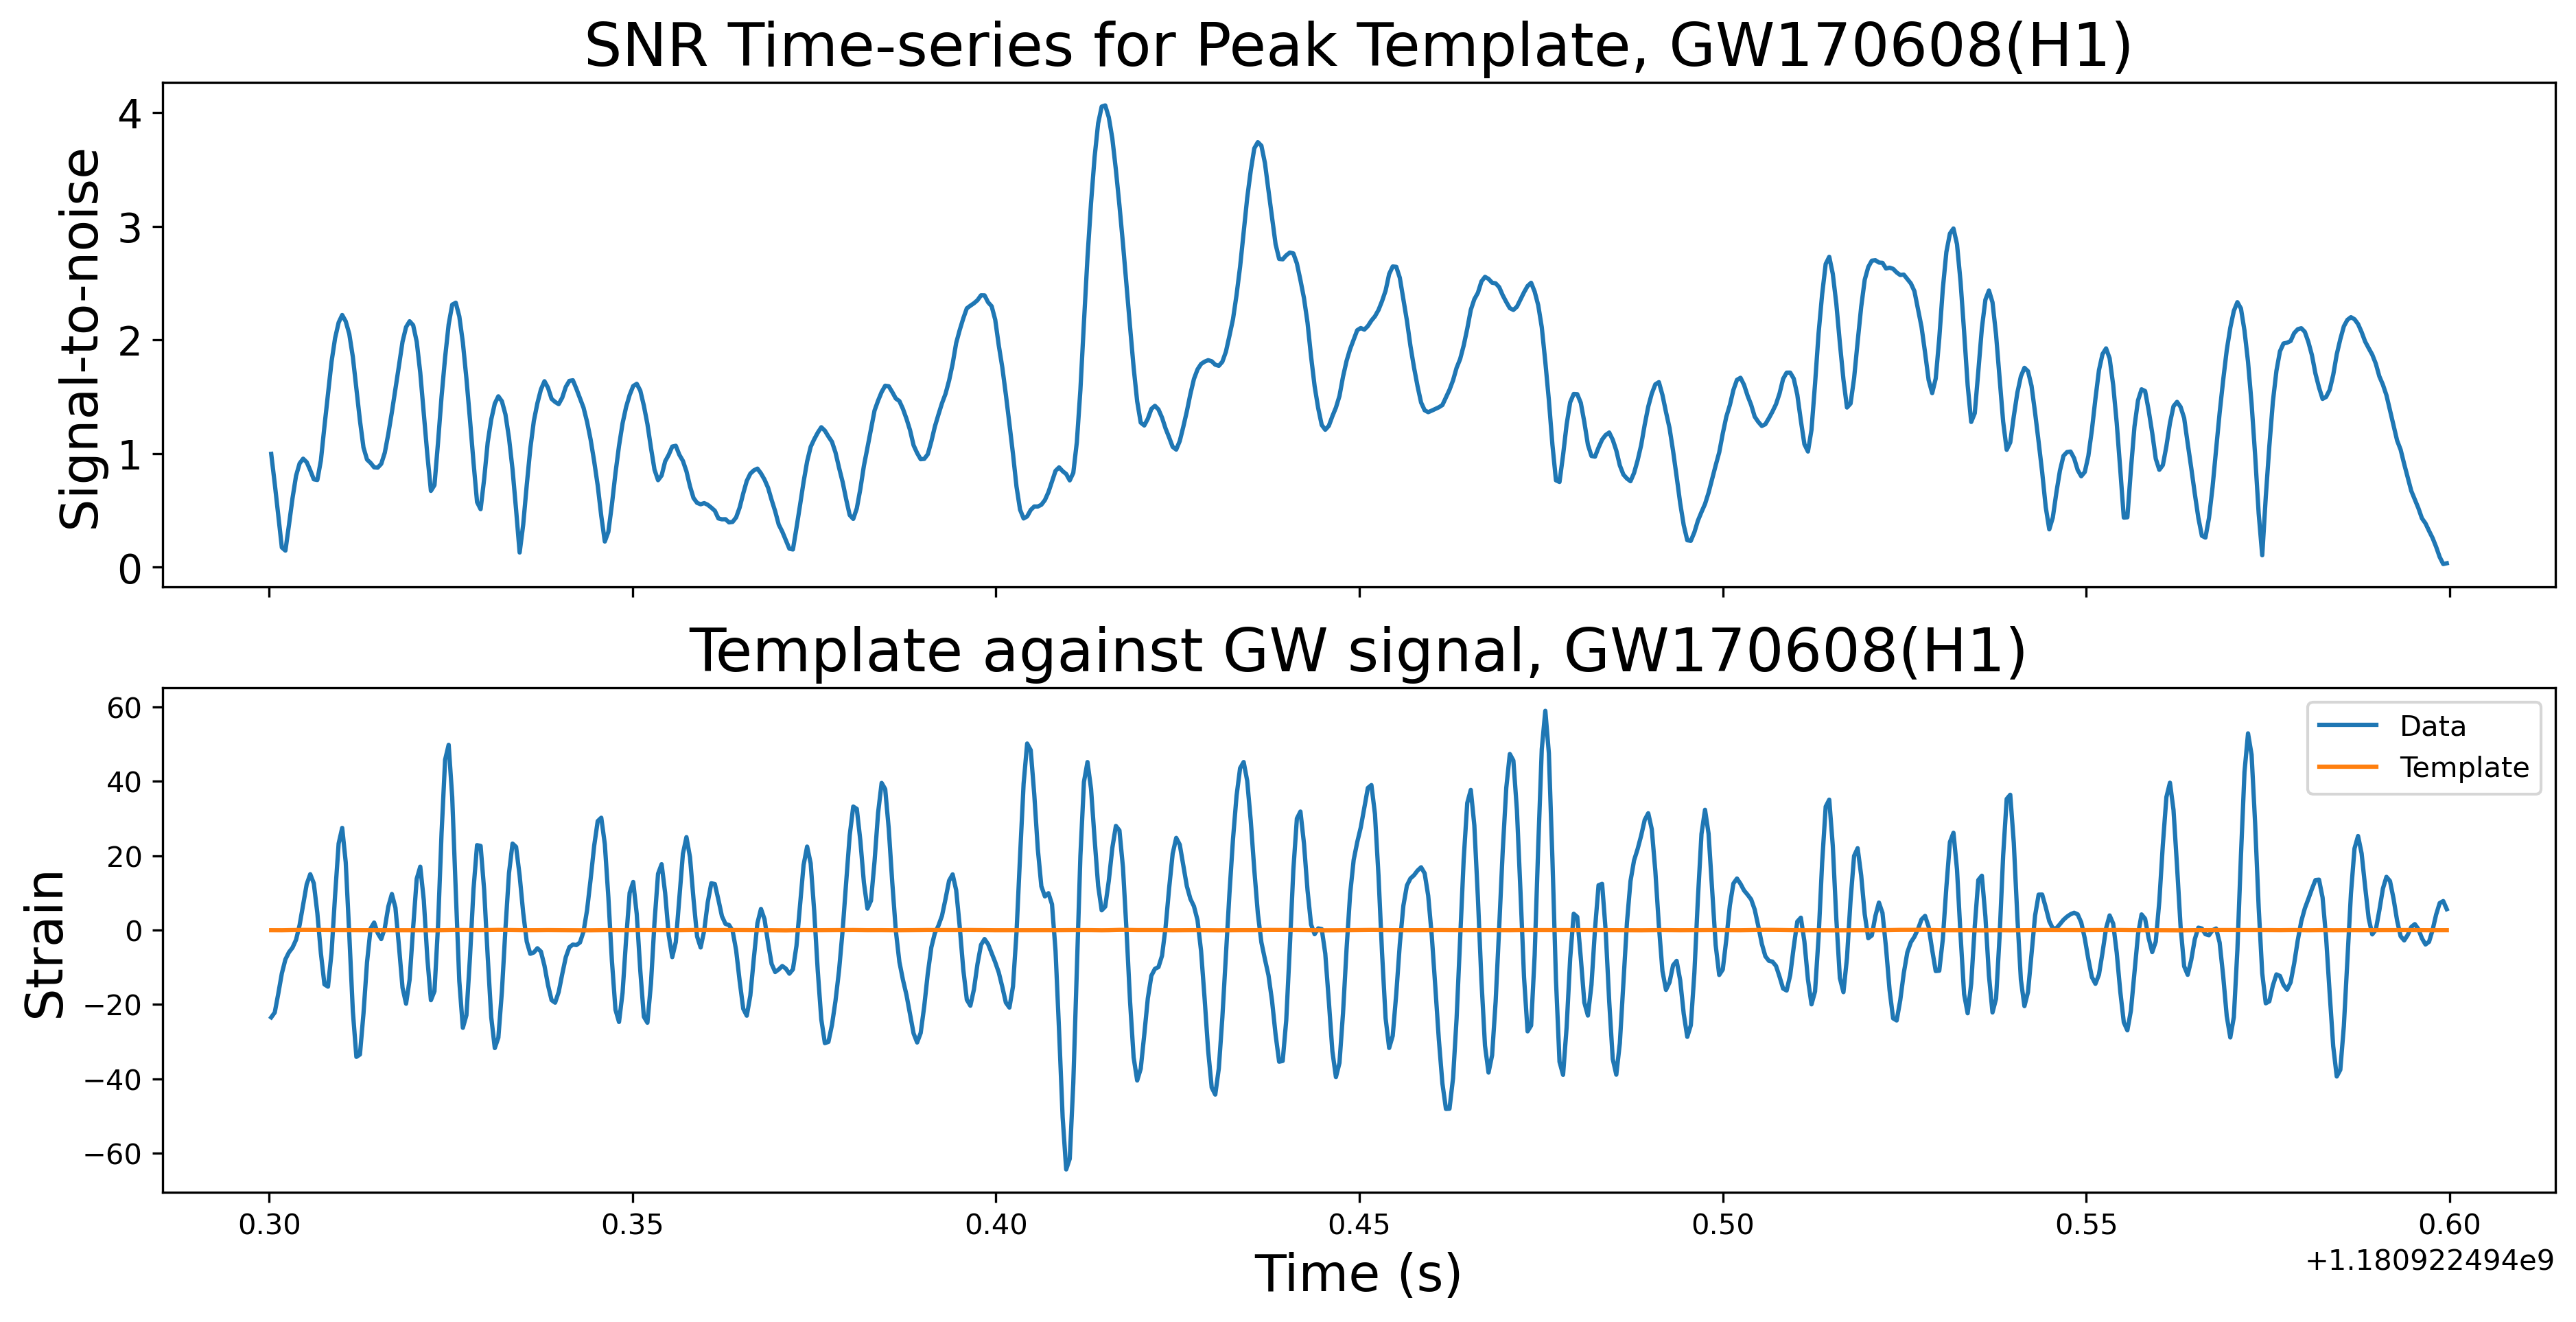 SNR Time-series for Peak Template, GW170608(H1)
4
3
2
1
0
Signal-to-noise
Template against GW signal, GW170608(H1)
60
40
20
0
−20
−40
−60
Strain
Data
Template
0.30 0.35 0.40 0.45 0.50 0.55 0.60
+1.180922494e9
Time (s)